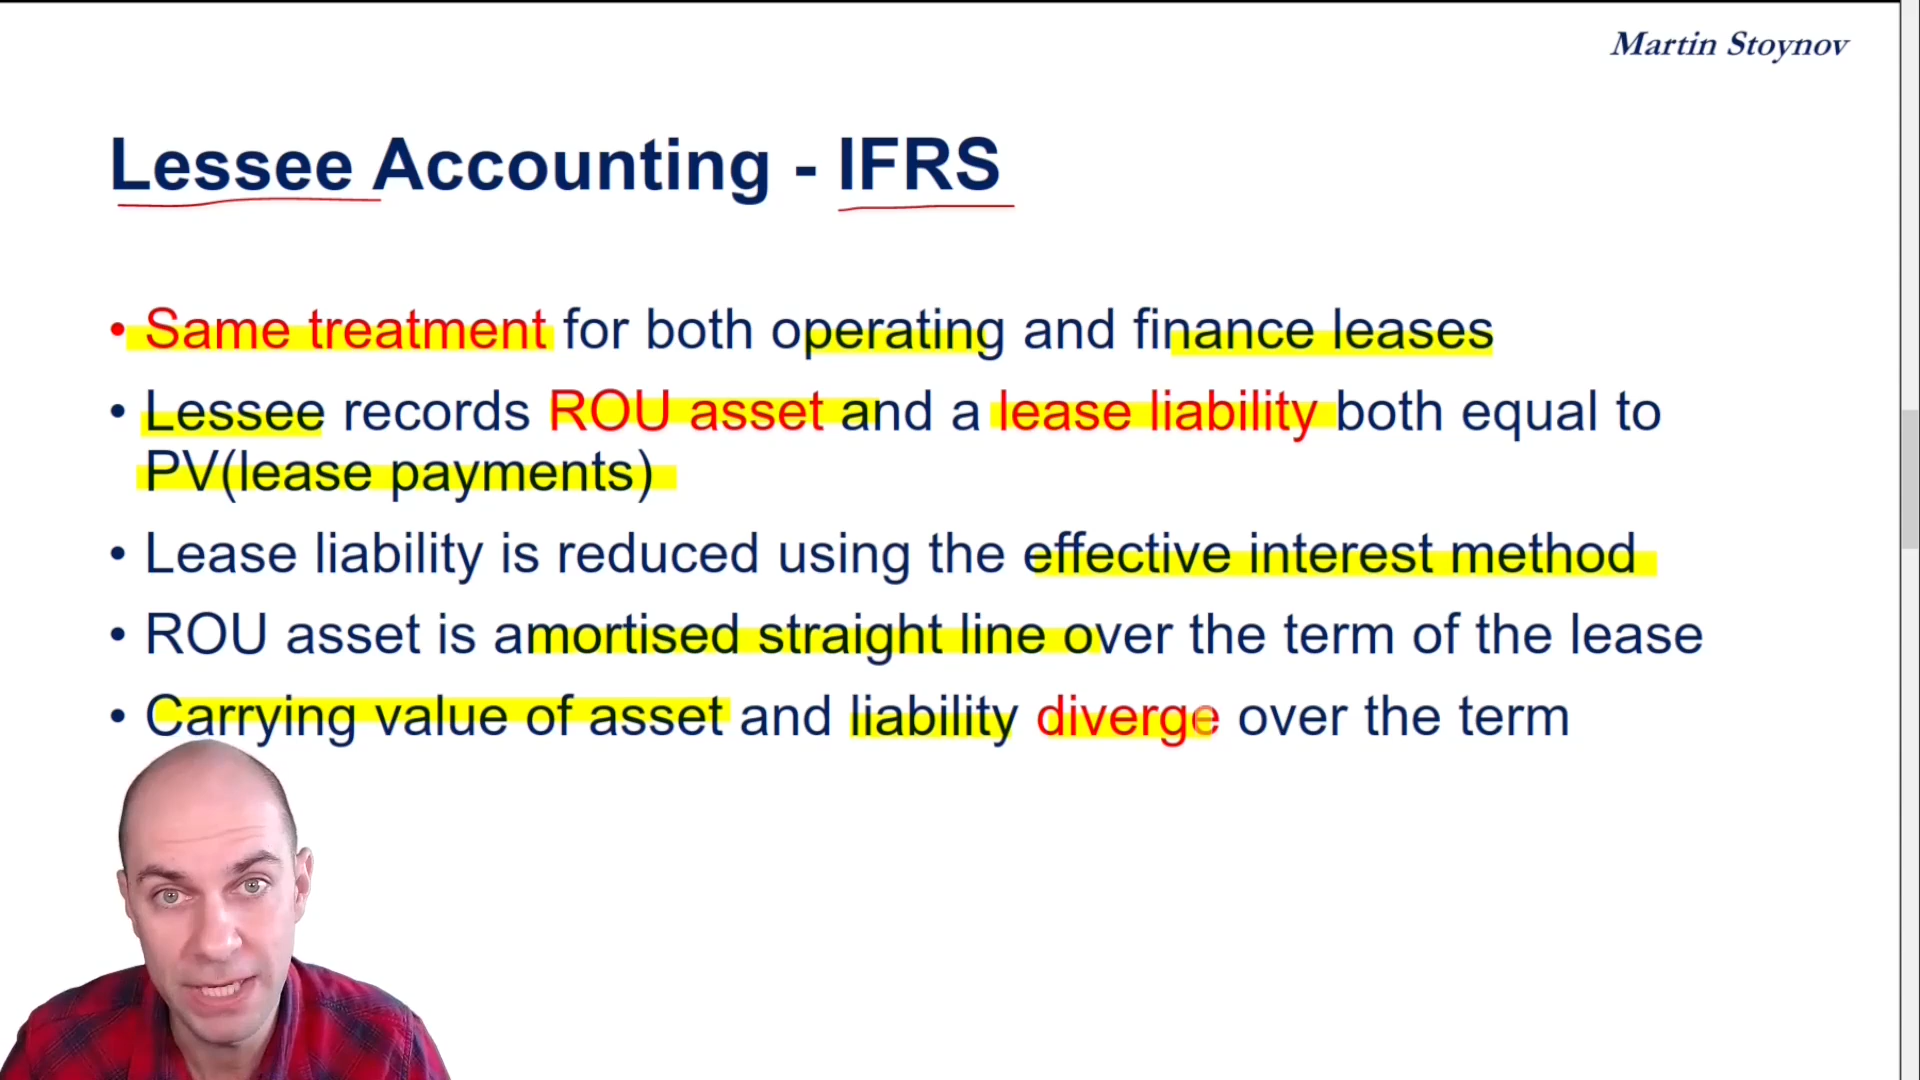 Martin Stoynov
Lessee Accounting - IFRS
• Same treatment for both operating and finance leases
• Lessee records ROU asset and a lease liability both equal to
PV(lease payments)
• Lease liability is reduced using the effective interest method
• ROU asset is amortised straight line over the term of the lease
• Carrying value of asset and liability diverge over the term